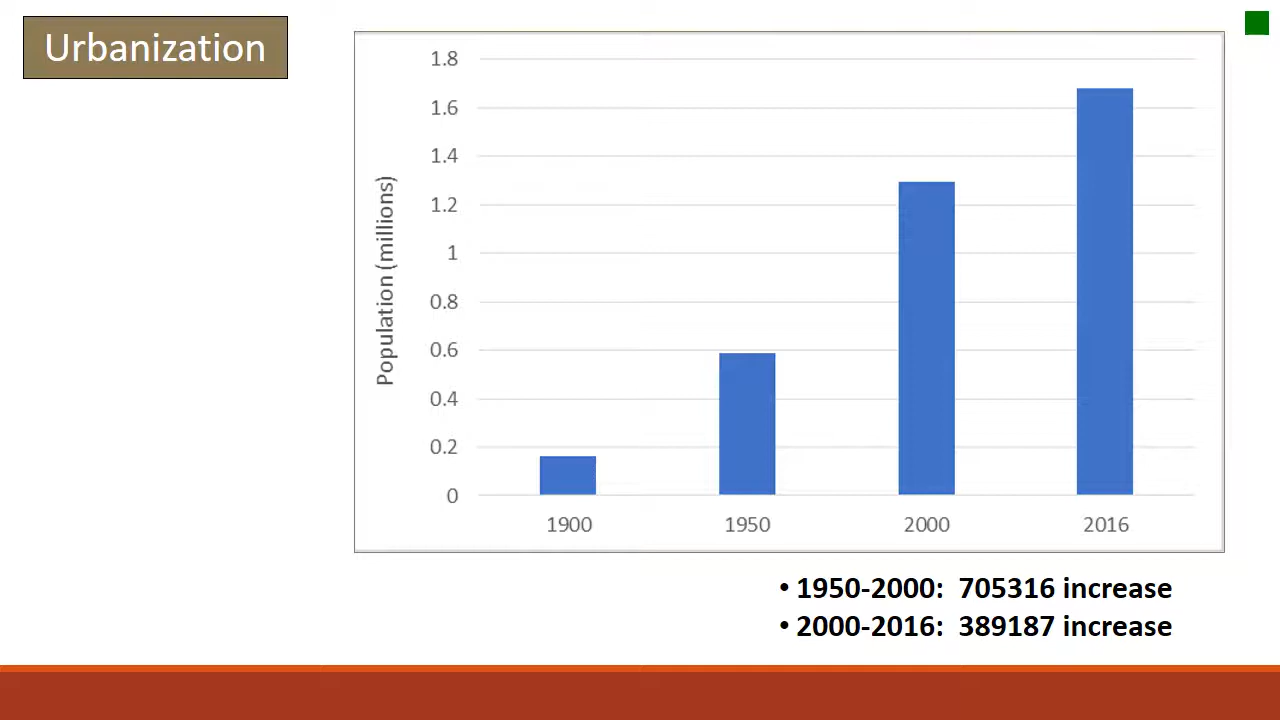 Urbanization
Population (millions)
1.8
1.6
1.4
1.2
1
0.8
0.6
0.4
0.2
0
1900 1950 2000 2016
• 1950-2000: 705316 increase
• 2000-2016: 389187 increase